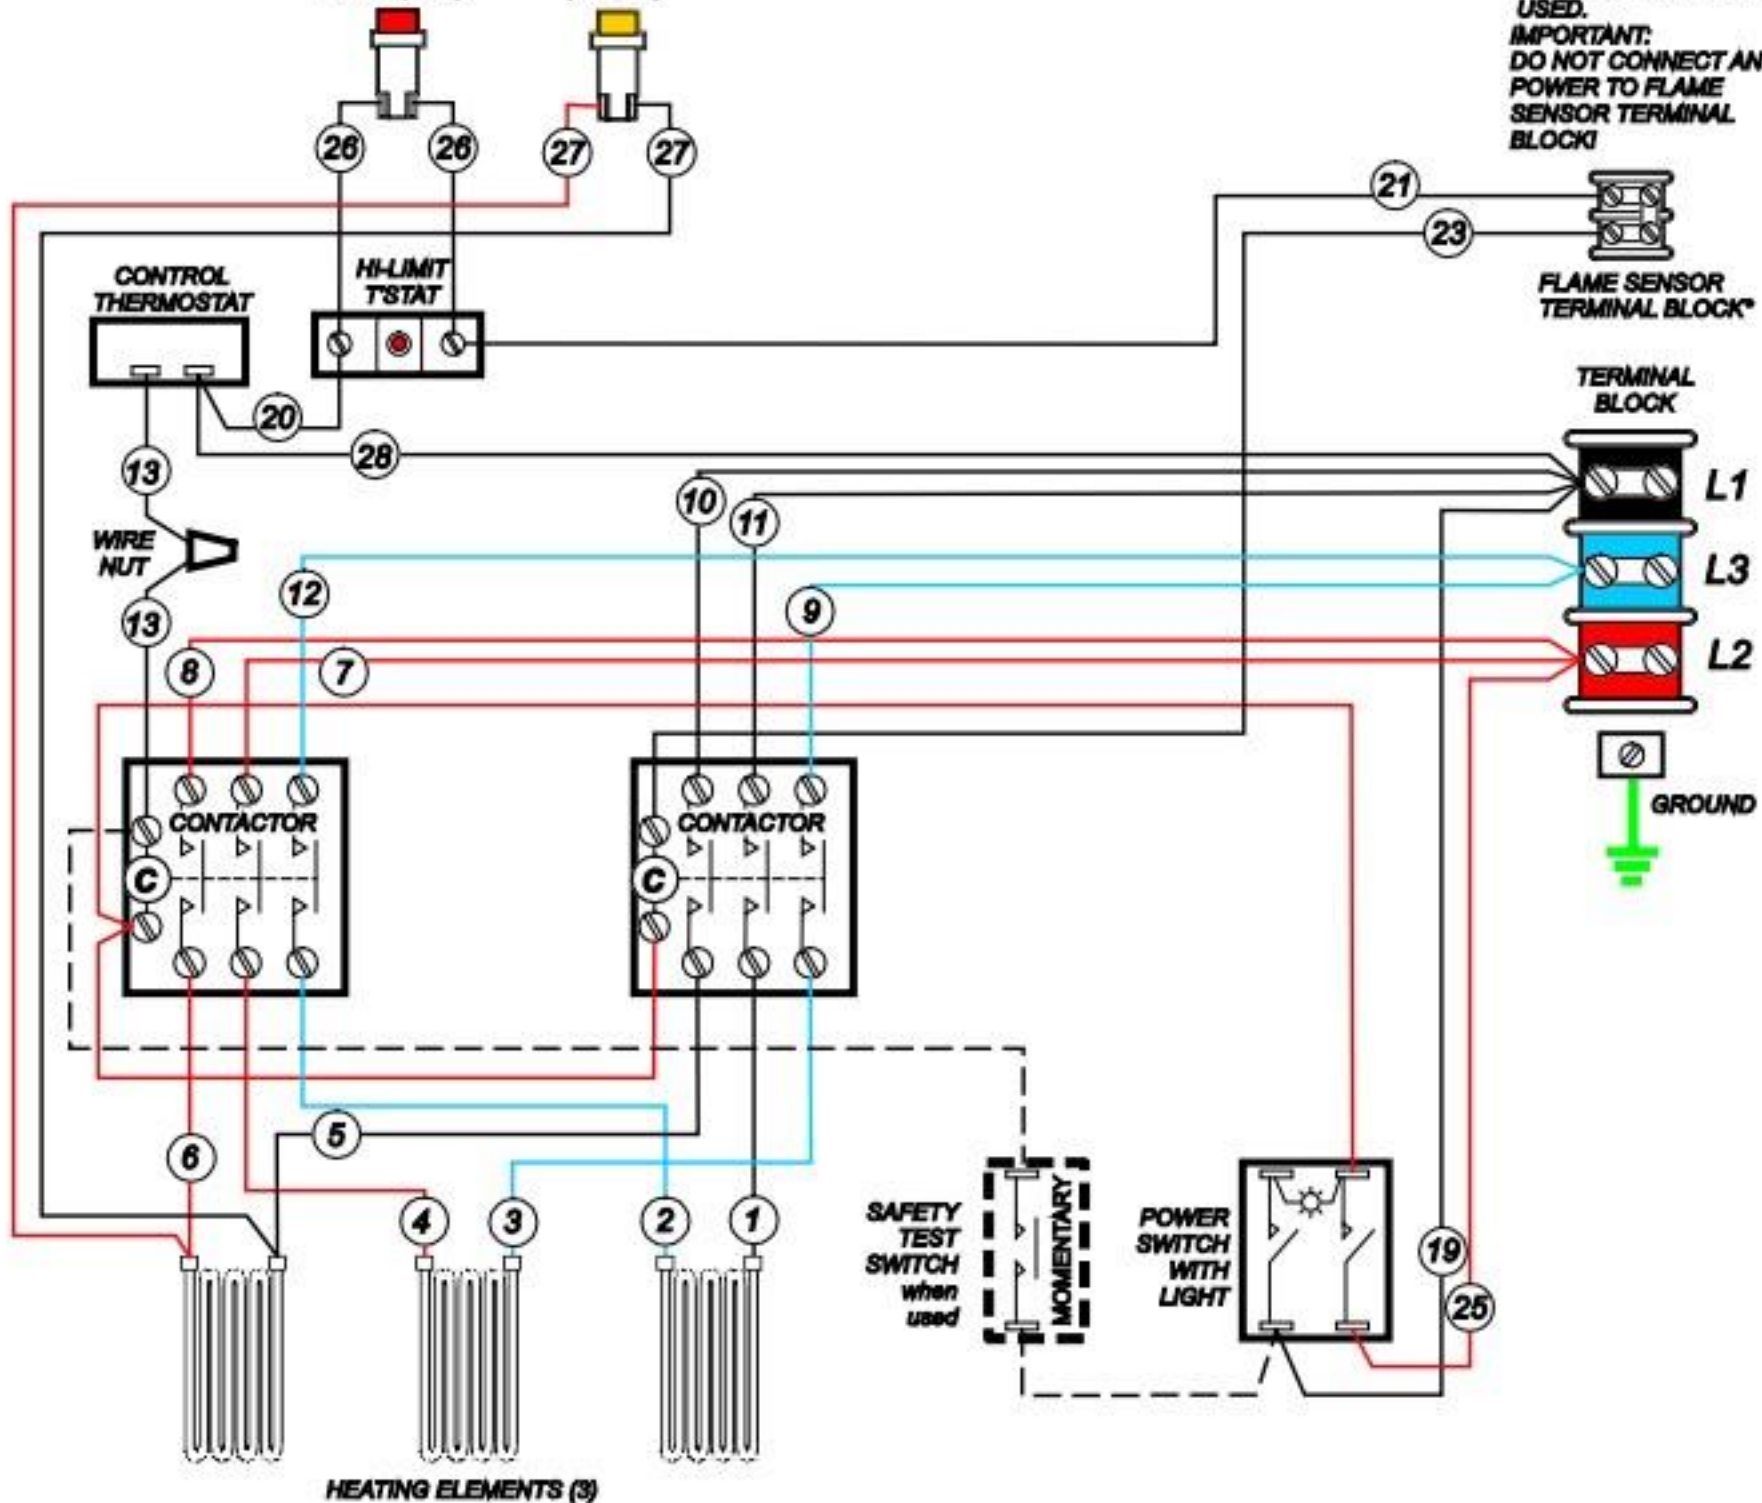 USED.
IMPORTANT:
DO NOT CONNECT AN
POWER TO FLAME
SENSOR TERMINAL
BLOCK!
26
26
27
27
21
23
FLAME SENSOR
TERMINAL BLOCK*
CONTROL
THERMOSTAT
HI-LIMIT
T'STAT
20
28
13
WIRE
NUT
13
TERMINAL
BLOCK
L1
L3
L2
10
11
12
9
8
7
GROUND
CONTACTOR
C
CONTACTOR
C
5
6
4
3
2
1
SAFETY
TEST
SWITCH
when
used
MOMENTARY
POWER
SWITCH
WITH
LIGHT
19
25
HEATING ELEMENTS (3)